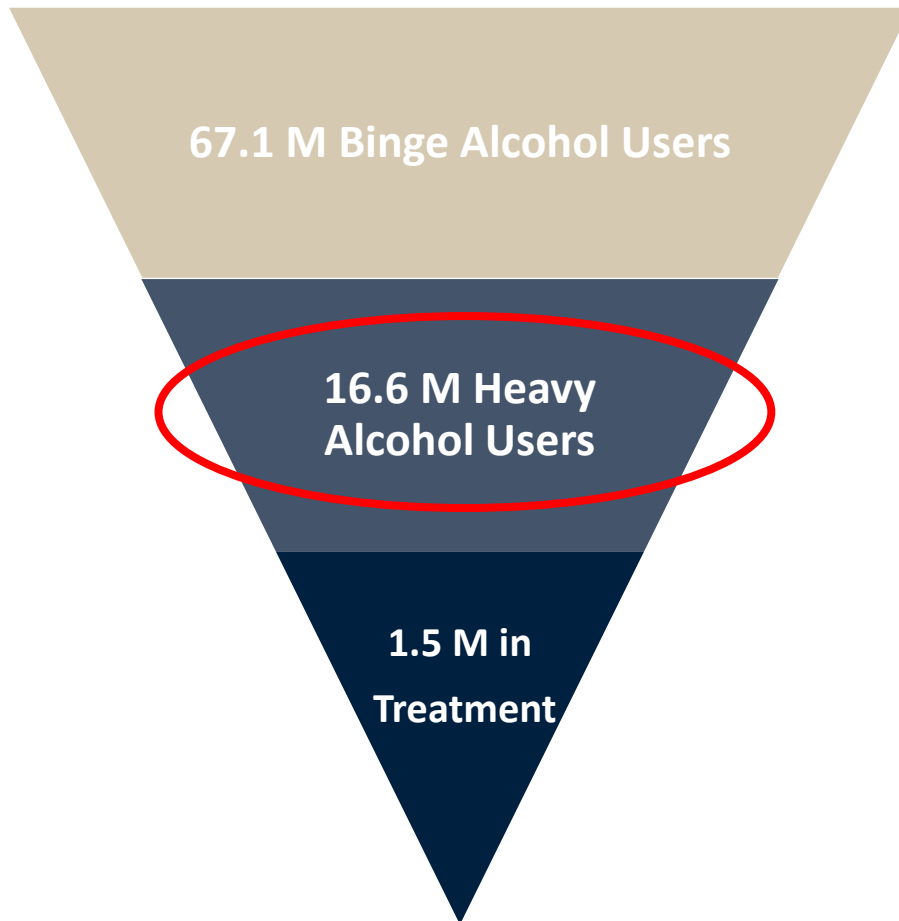 67.1 M Binge Alcohol Users
16.6 M Heavy
Alcohol Users
1.5 M in
Treatment